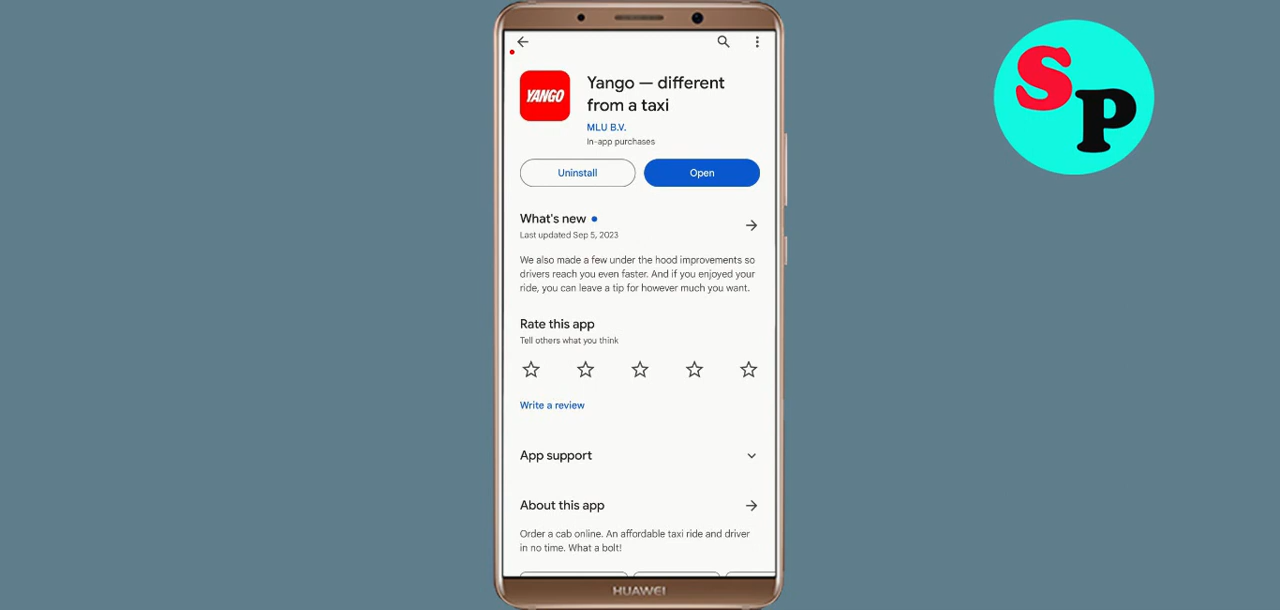 YANGO
Yango — different
from a taxi
MLU B.V.
In-app purchases
Uninstall
Open
What's new
Last updated Sep 5, 2023
We also made a few under the hood improvements so
drivers reach you even faster. And if you enjoyed your
ride, you can leave a tip for however much you want.
Rate this app
Tell others what you think
Write a review
App support
About this app
Order a cab online. An affordable taxi ride and driver
in no time. What a bolt!
HUAWEI
SP